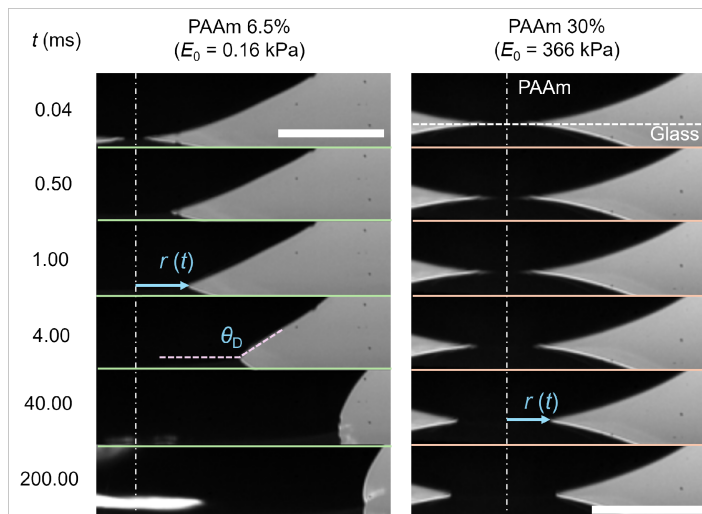 t (ms)
PAAm 6.5%
(E₀ = 0.16 kPa)
PAAm 30%
(E₀ = 366 kPa)
0.04
PAAm
Glass
0.50
1.00
r (t)
4.00
θD
40.00
r (t)
200.00